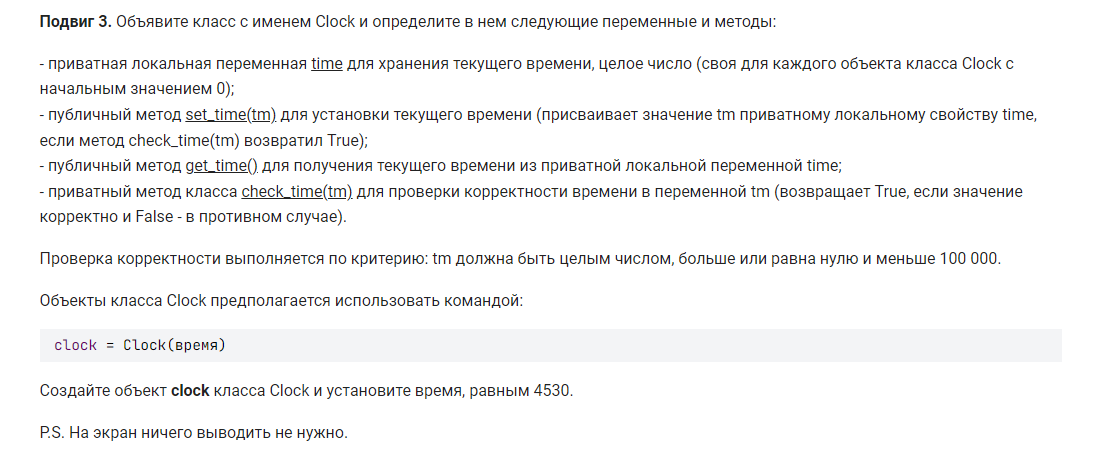 Подвиг 3. Объявите класс с именем Clock и определите в нем следующие переменные и методы:
- приватная локальная переменная time для хранения текущего времени, целое число (своя для каждого объекта класса Clock с
начальным значением 0);
- публичный метод set_time(tm) для установки текущего времени (присваивает значение tm приватному локальному свойству time,
если метод check_time(tm) возвратил True);
- публичный метод get_time() для получения текущего времени из приватной локальной переменной time;
- приватный метод класса check_time(tm) для проверки корректности времени в переменной tm (возвращает True, если значение
корректно и False - в противном случае).
Проверка корректности выполняется по критерию: tm должна быть целым числом, больше или равна нулю и меньше 100 000.
Объекты класса Clock предполагается использовать командой:
clock = Clock(время)
Создайте объект clock класса Clock и установите время, равным 4530.
P.S. На экран ничего выводить не нужно.